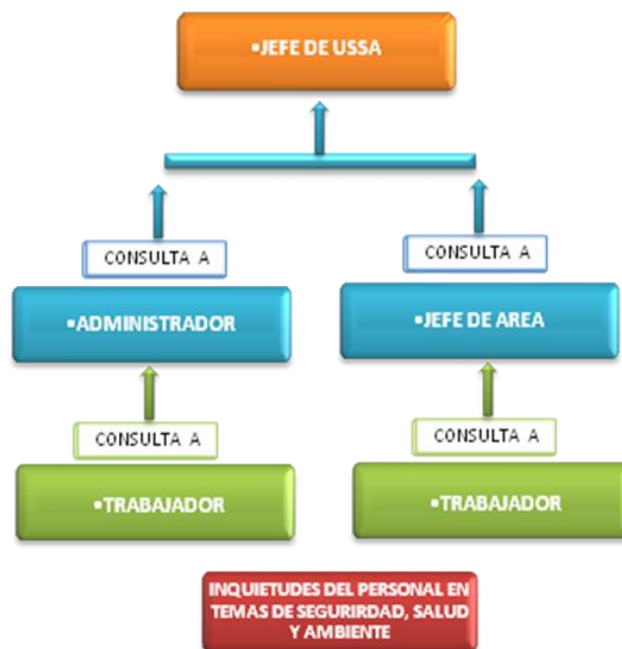 ▪JEFE DE USSA
CONSULTA A
CONSULTA A
▪ADMINISTRADOR
▪JEFE DE AREA
CONSULTA A
CONSULTA A
▪TRABAJADOR
▪TRABAJADOR
INQUIETUDES DEL PERSONAL EN
TEMAS DE SEGURIRDAD, SALUD
Y AMBIENTE